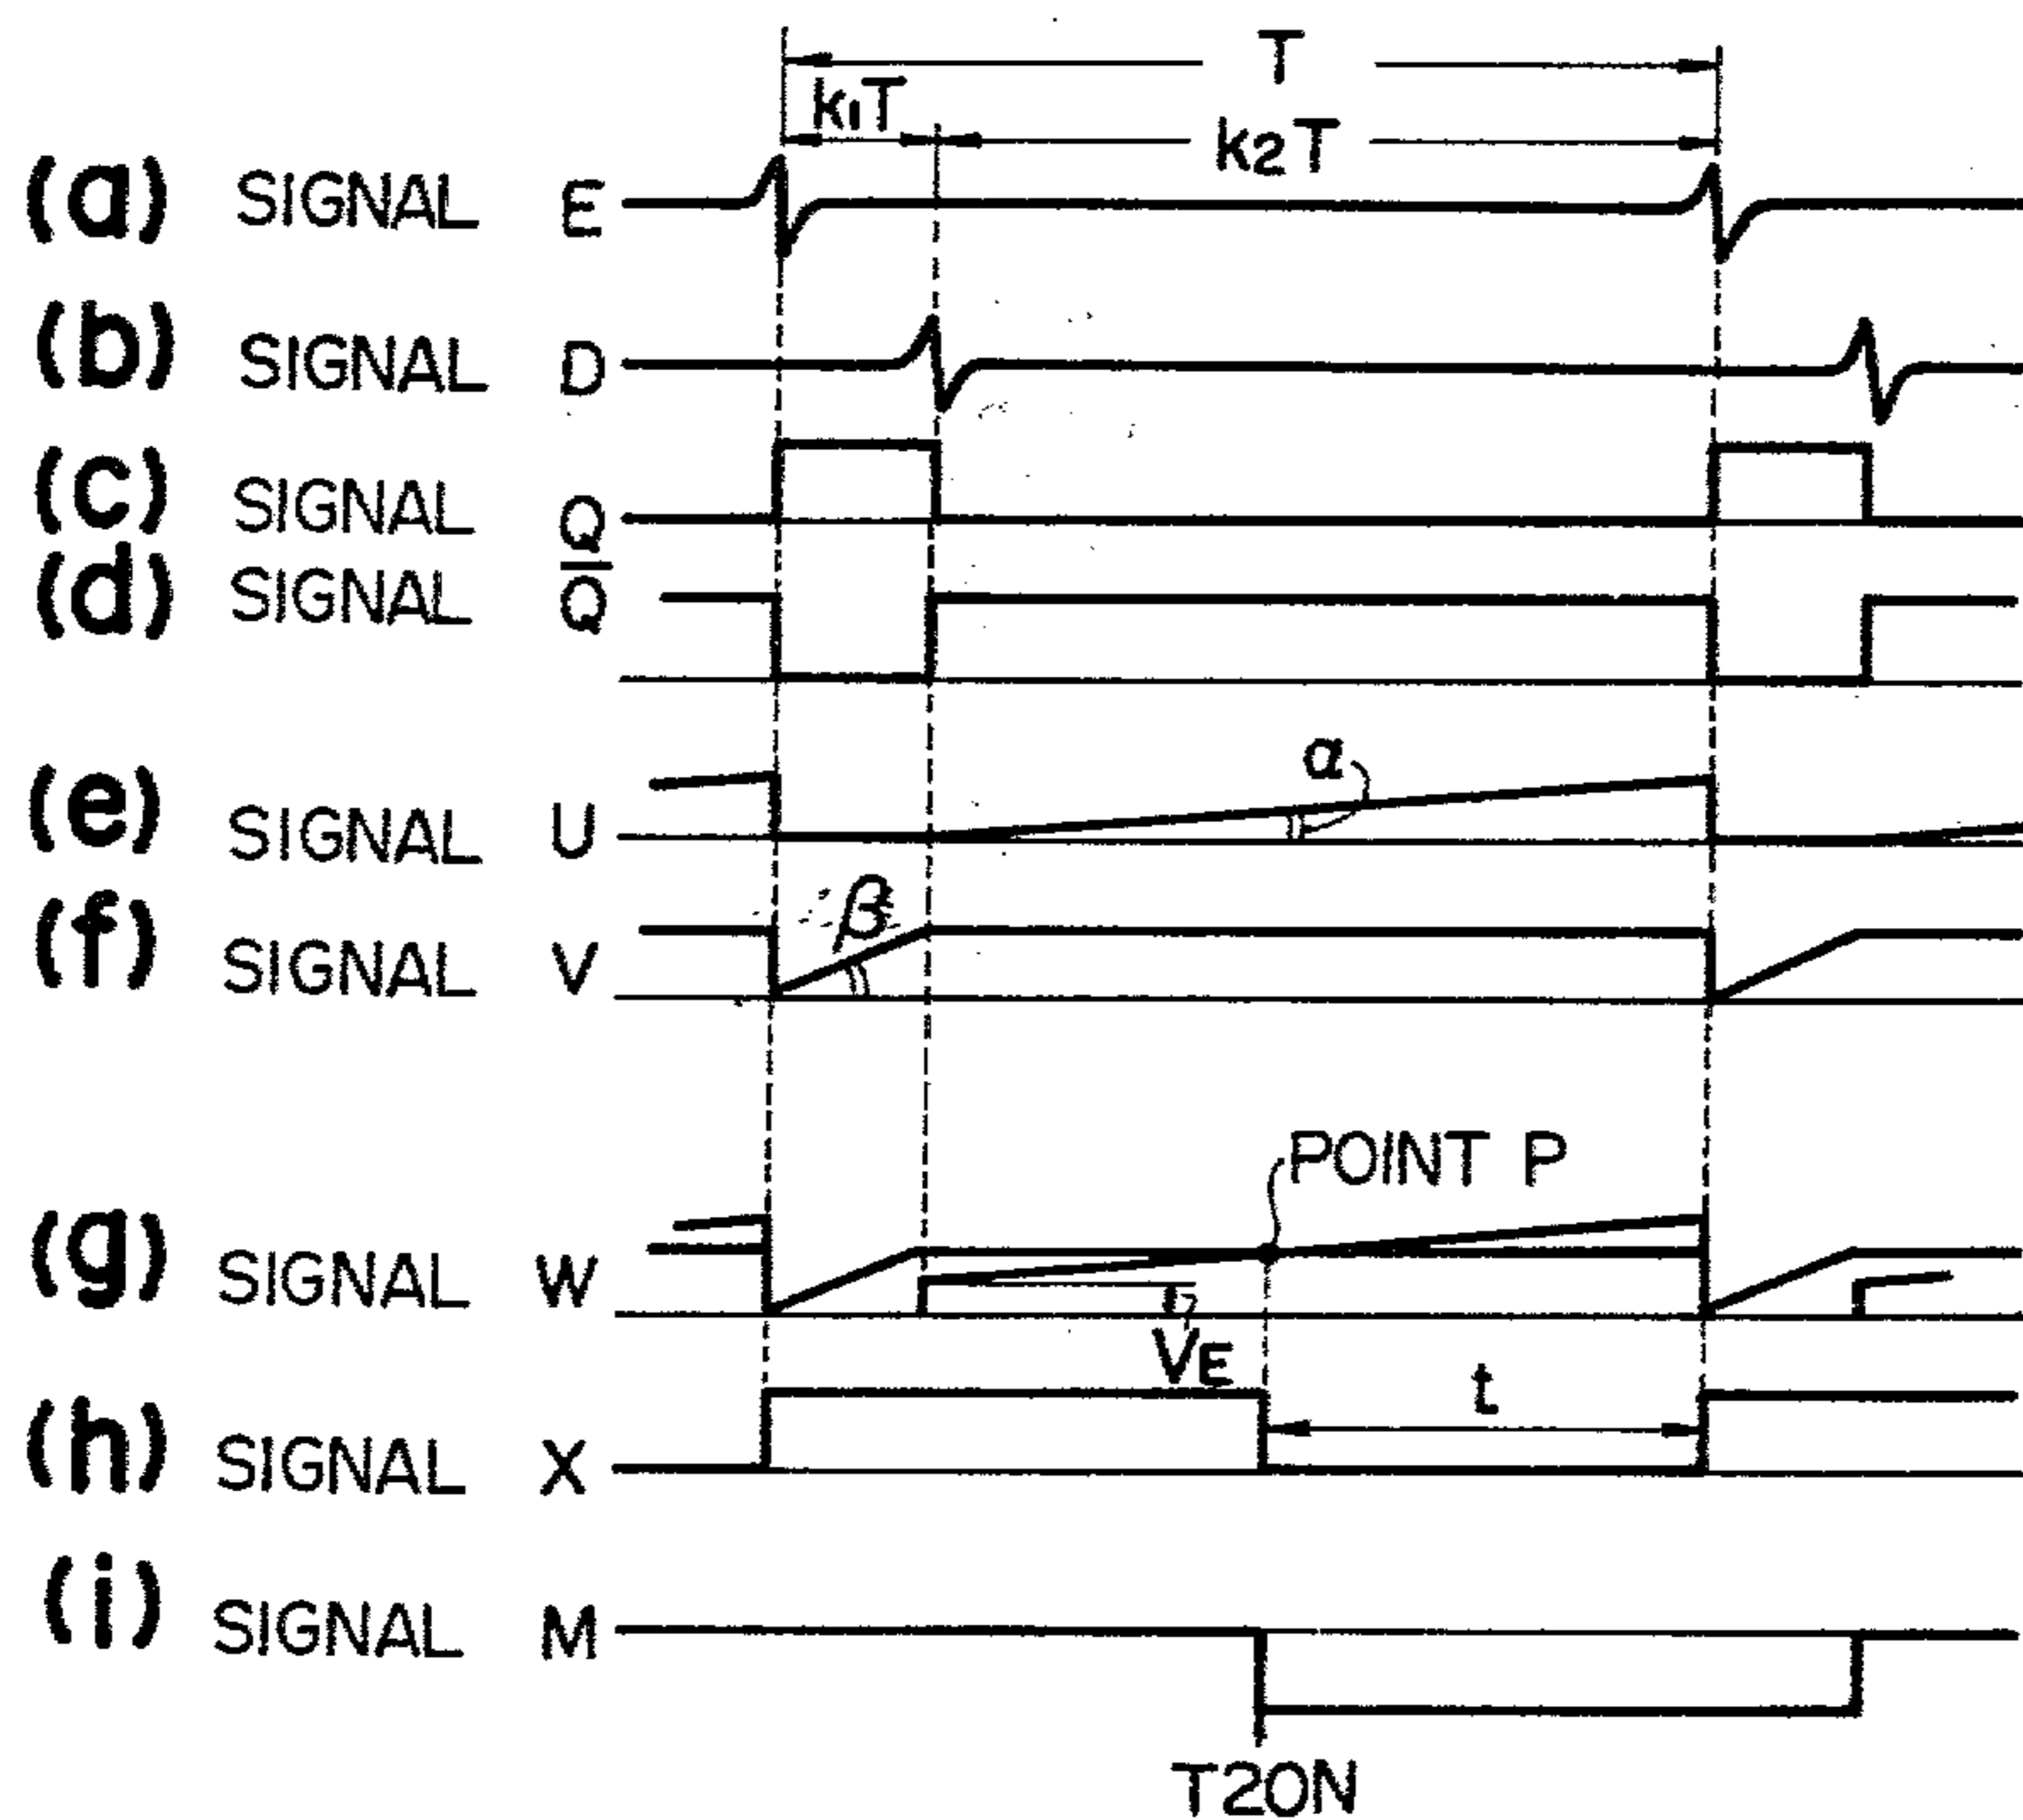 T
k1T
k2T
(a) SIGNAL E
(b) SIGNAL D
(c) SIGNAL Q
(d) SIGNAL Q̅
(e) SIGNAL U
α
(f) SIGNAL V
β
POINT P
(g) SIGNAL W
VE
t
(h) SIGNAL X
(i) SIGNAL M
T2ON